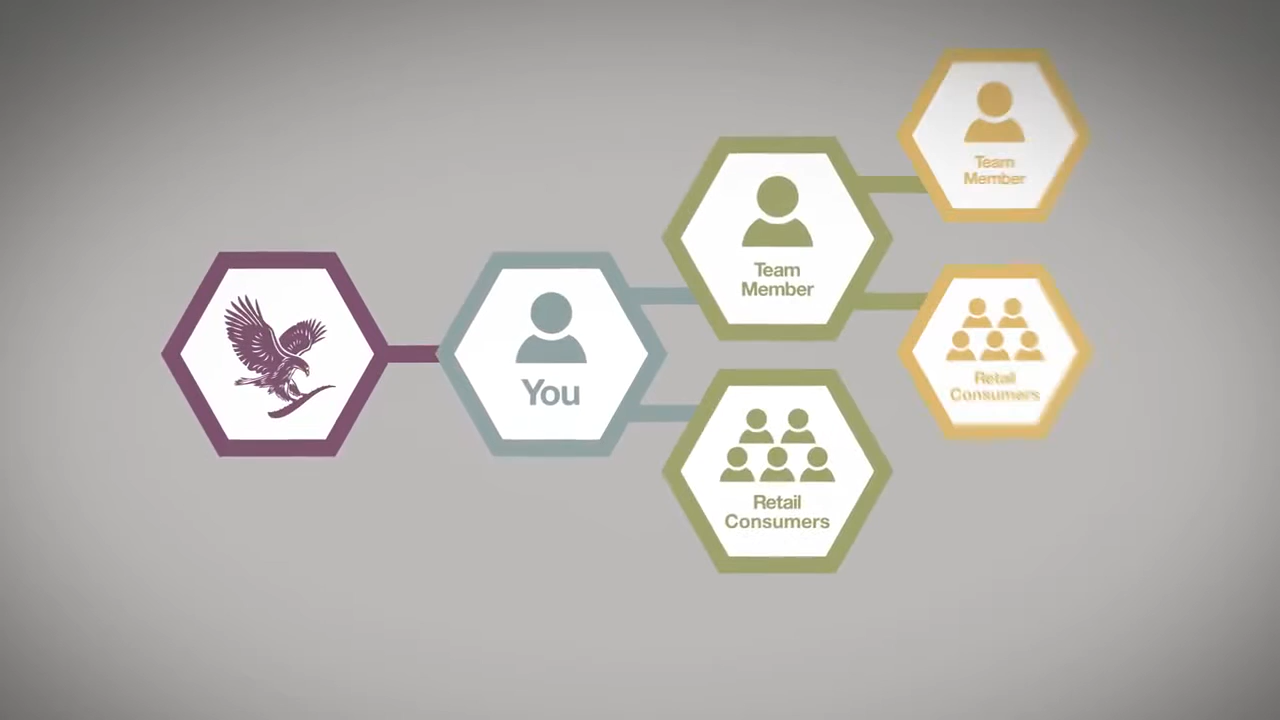 You
Team
Member
Retail
Consumers
Team
Member
Retail
Consumers